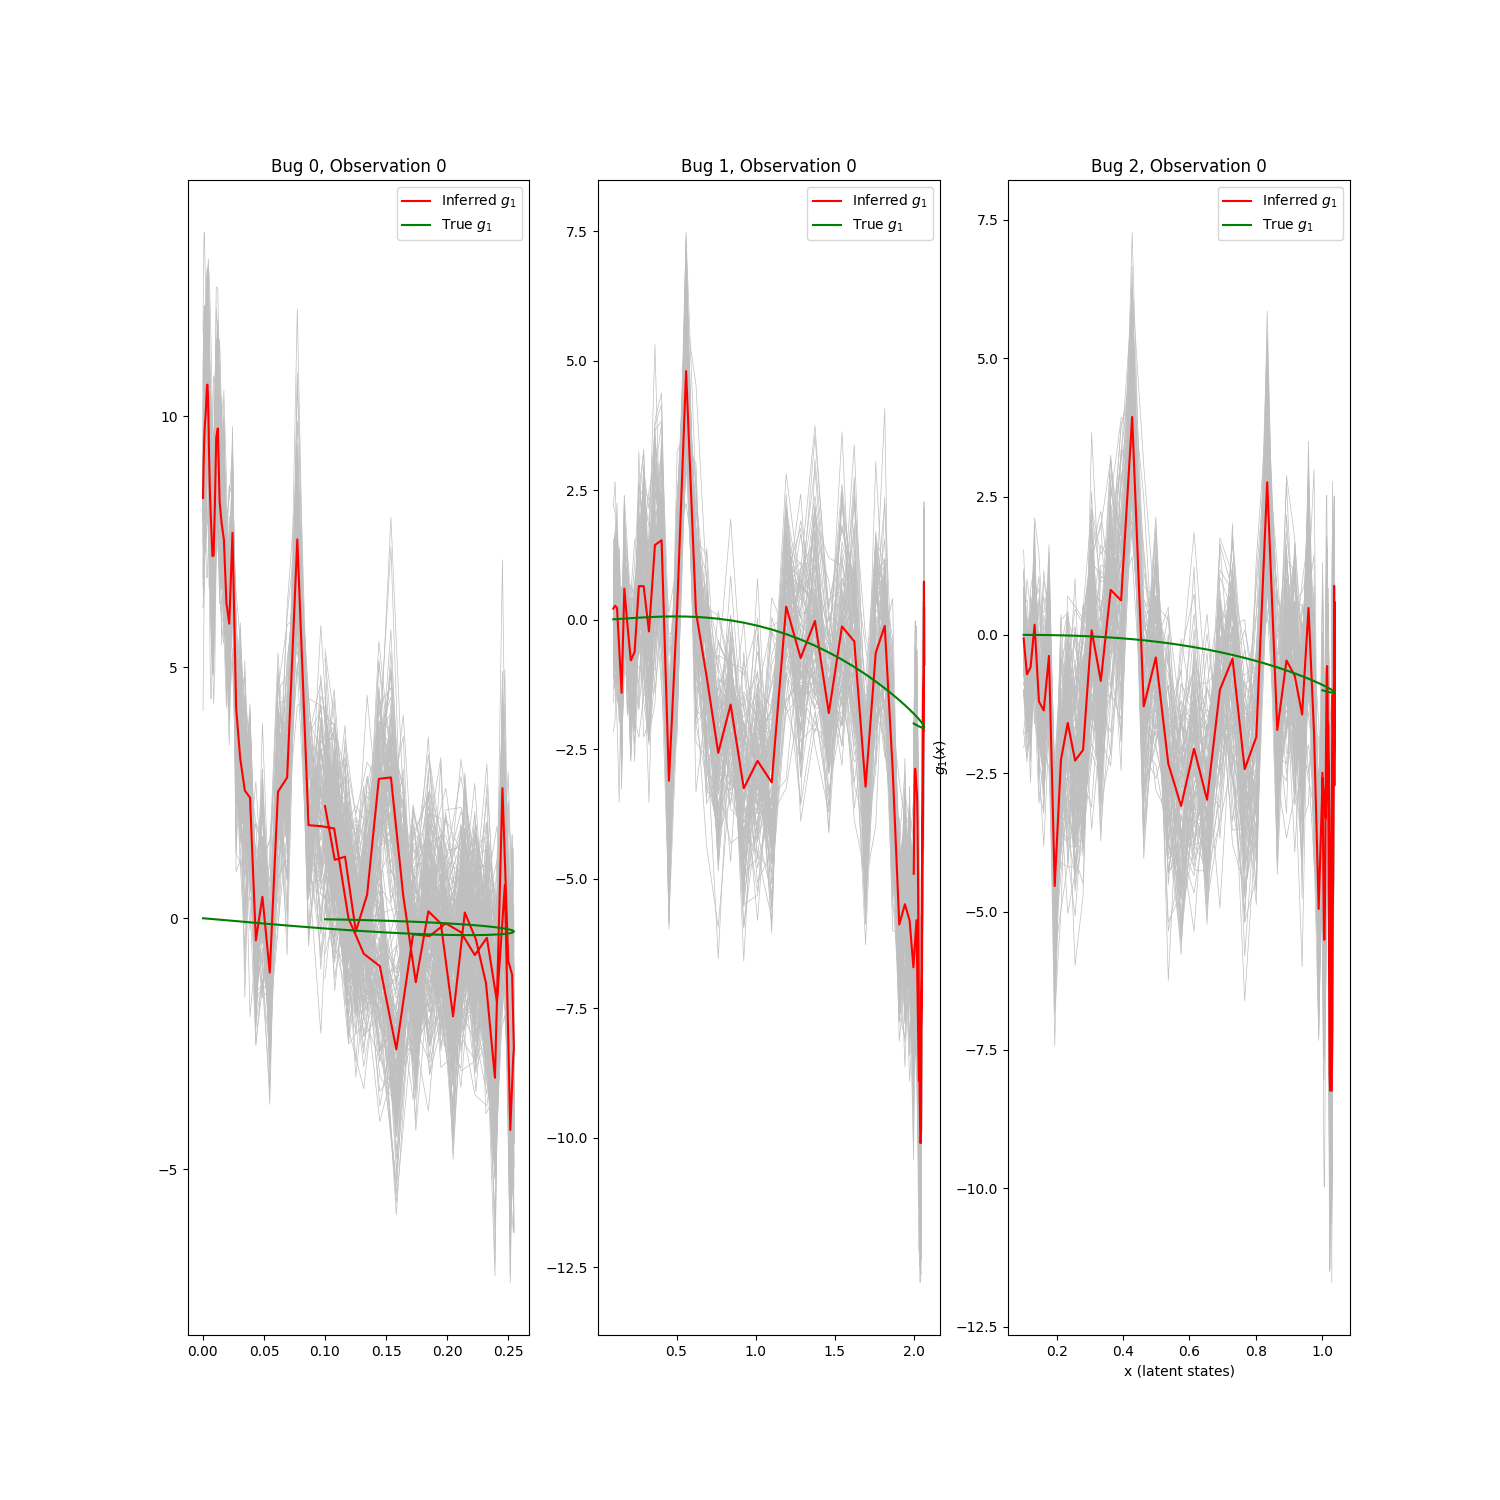 Bug 0, Observation 0
Inferred g₁
True g₁
10
5
0
−5
0.00 0.05 0.10 0.15 0.20 0.25
Bug 1, Observation 0
Inferred g₁
True g₁
7.5
5.0
2.5
0.0
−2.5
−5.0
−7.5
−10.0
−12.5
0.5 1.0 1.5 2.0
Bug 2, Observation 0
Inferred g₁
True g₁
g₁(x)
7.5
5.0
2.5
0.0
−2.5
−5.0
−7.5
−10.0
−12.5
0.2 0.4 0.6 0.8 1.0
x (latent states)